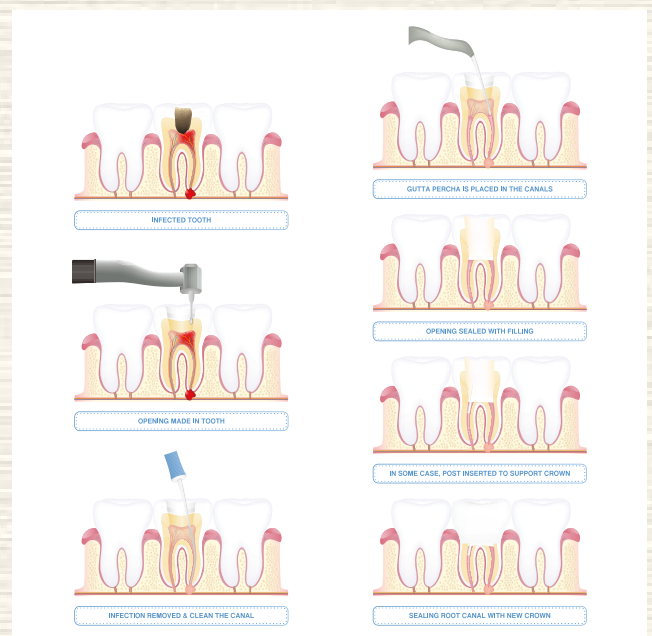 INFECTED TOOTH
OPENING MADE IN TOOTH
INFECTION REMOVED & CLEAN THE CANAL
GUTTA PERCHA IS PLACED IN THE CANALS
OPENING SEALED WITH FILLING
IN SOME CASE, POST INSERTED TO SUPPORT CROWN
SEALING ROOT CANAL WITH NEW CROWN